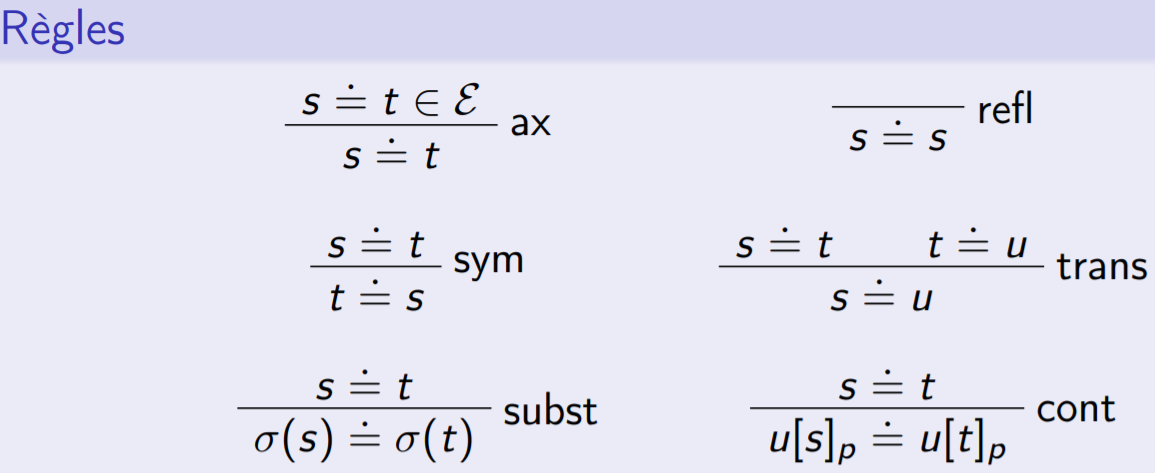 Règles
s ≐ t ∈ ℰ
s ≐ t
ax
s ≐ s
refl
s ≐ t
t ≐ s
sym
s ≐ t t ≐ u
s ≐ u
trans
s ≐ t
σ(s) ≐ σ(t)
subst
s ≐ t
u[s]ₚ ≐ u[t]ₚ
cont